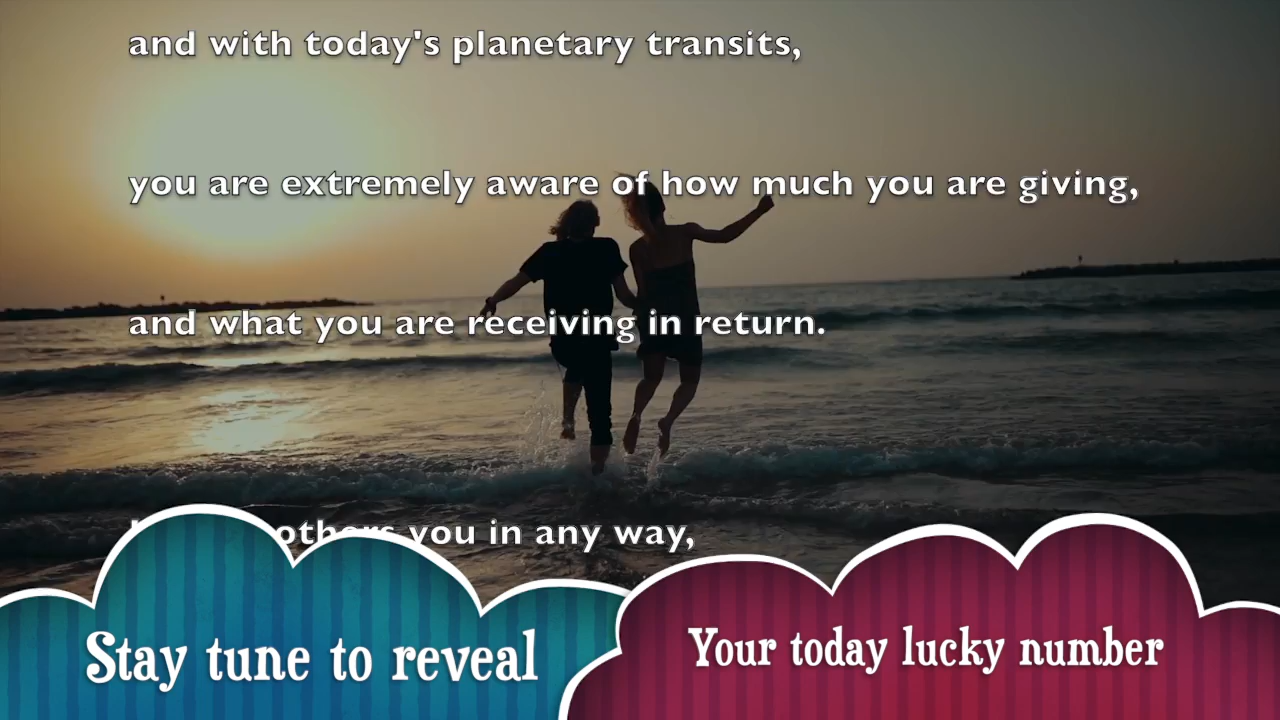 and with today's planetary transits,
you are extremely aware of how much you are giving,
and what you are receiving in return.
you in any way,
Stay tune to reveal
Your today lucky number